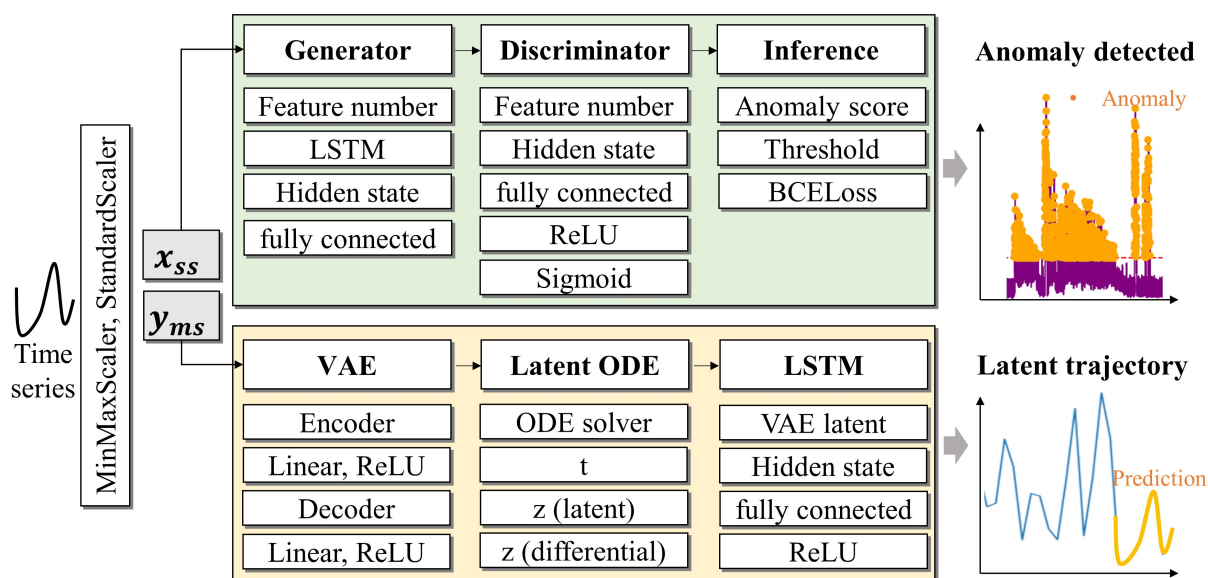 Time
series
MinMaxScaler, StandardScaler
x_ss
y_ms
Generator
Feature number
LSTM
Hidden state
fully connected
Discriminator
Feature number
Hidden state
fully connected
ReLU
Sigmoid
Inference
Anomaly score
Threshold
BCELoss
Anomaly detected
Anomaly
VAE
Encoder
Linear, ReLU
Decoder
Linear, ReLU
Latent ODE
ODE solver
t
z (latent)
z (differential)
LSTM
VAE latent
Hidden state
fully connected
ReLU
Latent trajectory
Prediction